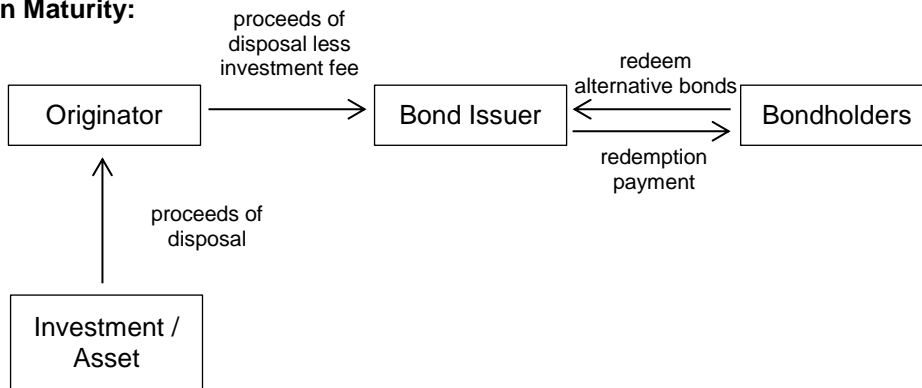 n Maturity:
proceeds of
disposal less
investment fee
redeem
alternative bonds
Originator
Bond Issuer
Bondholders
redemption
payment
proceeds of
disposal
Investment /
Asset